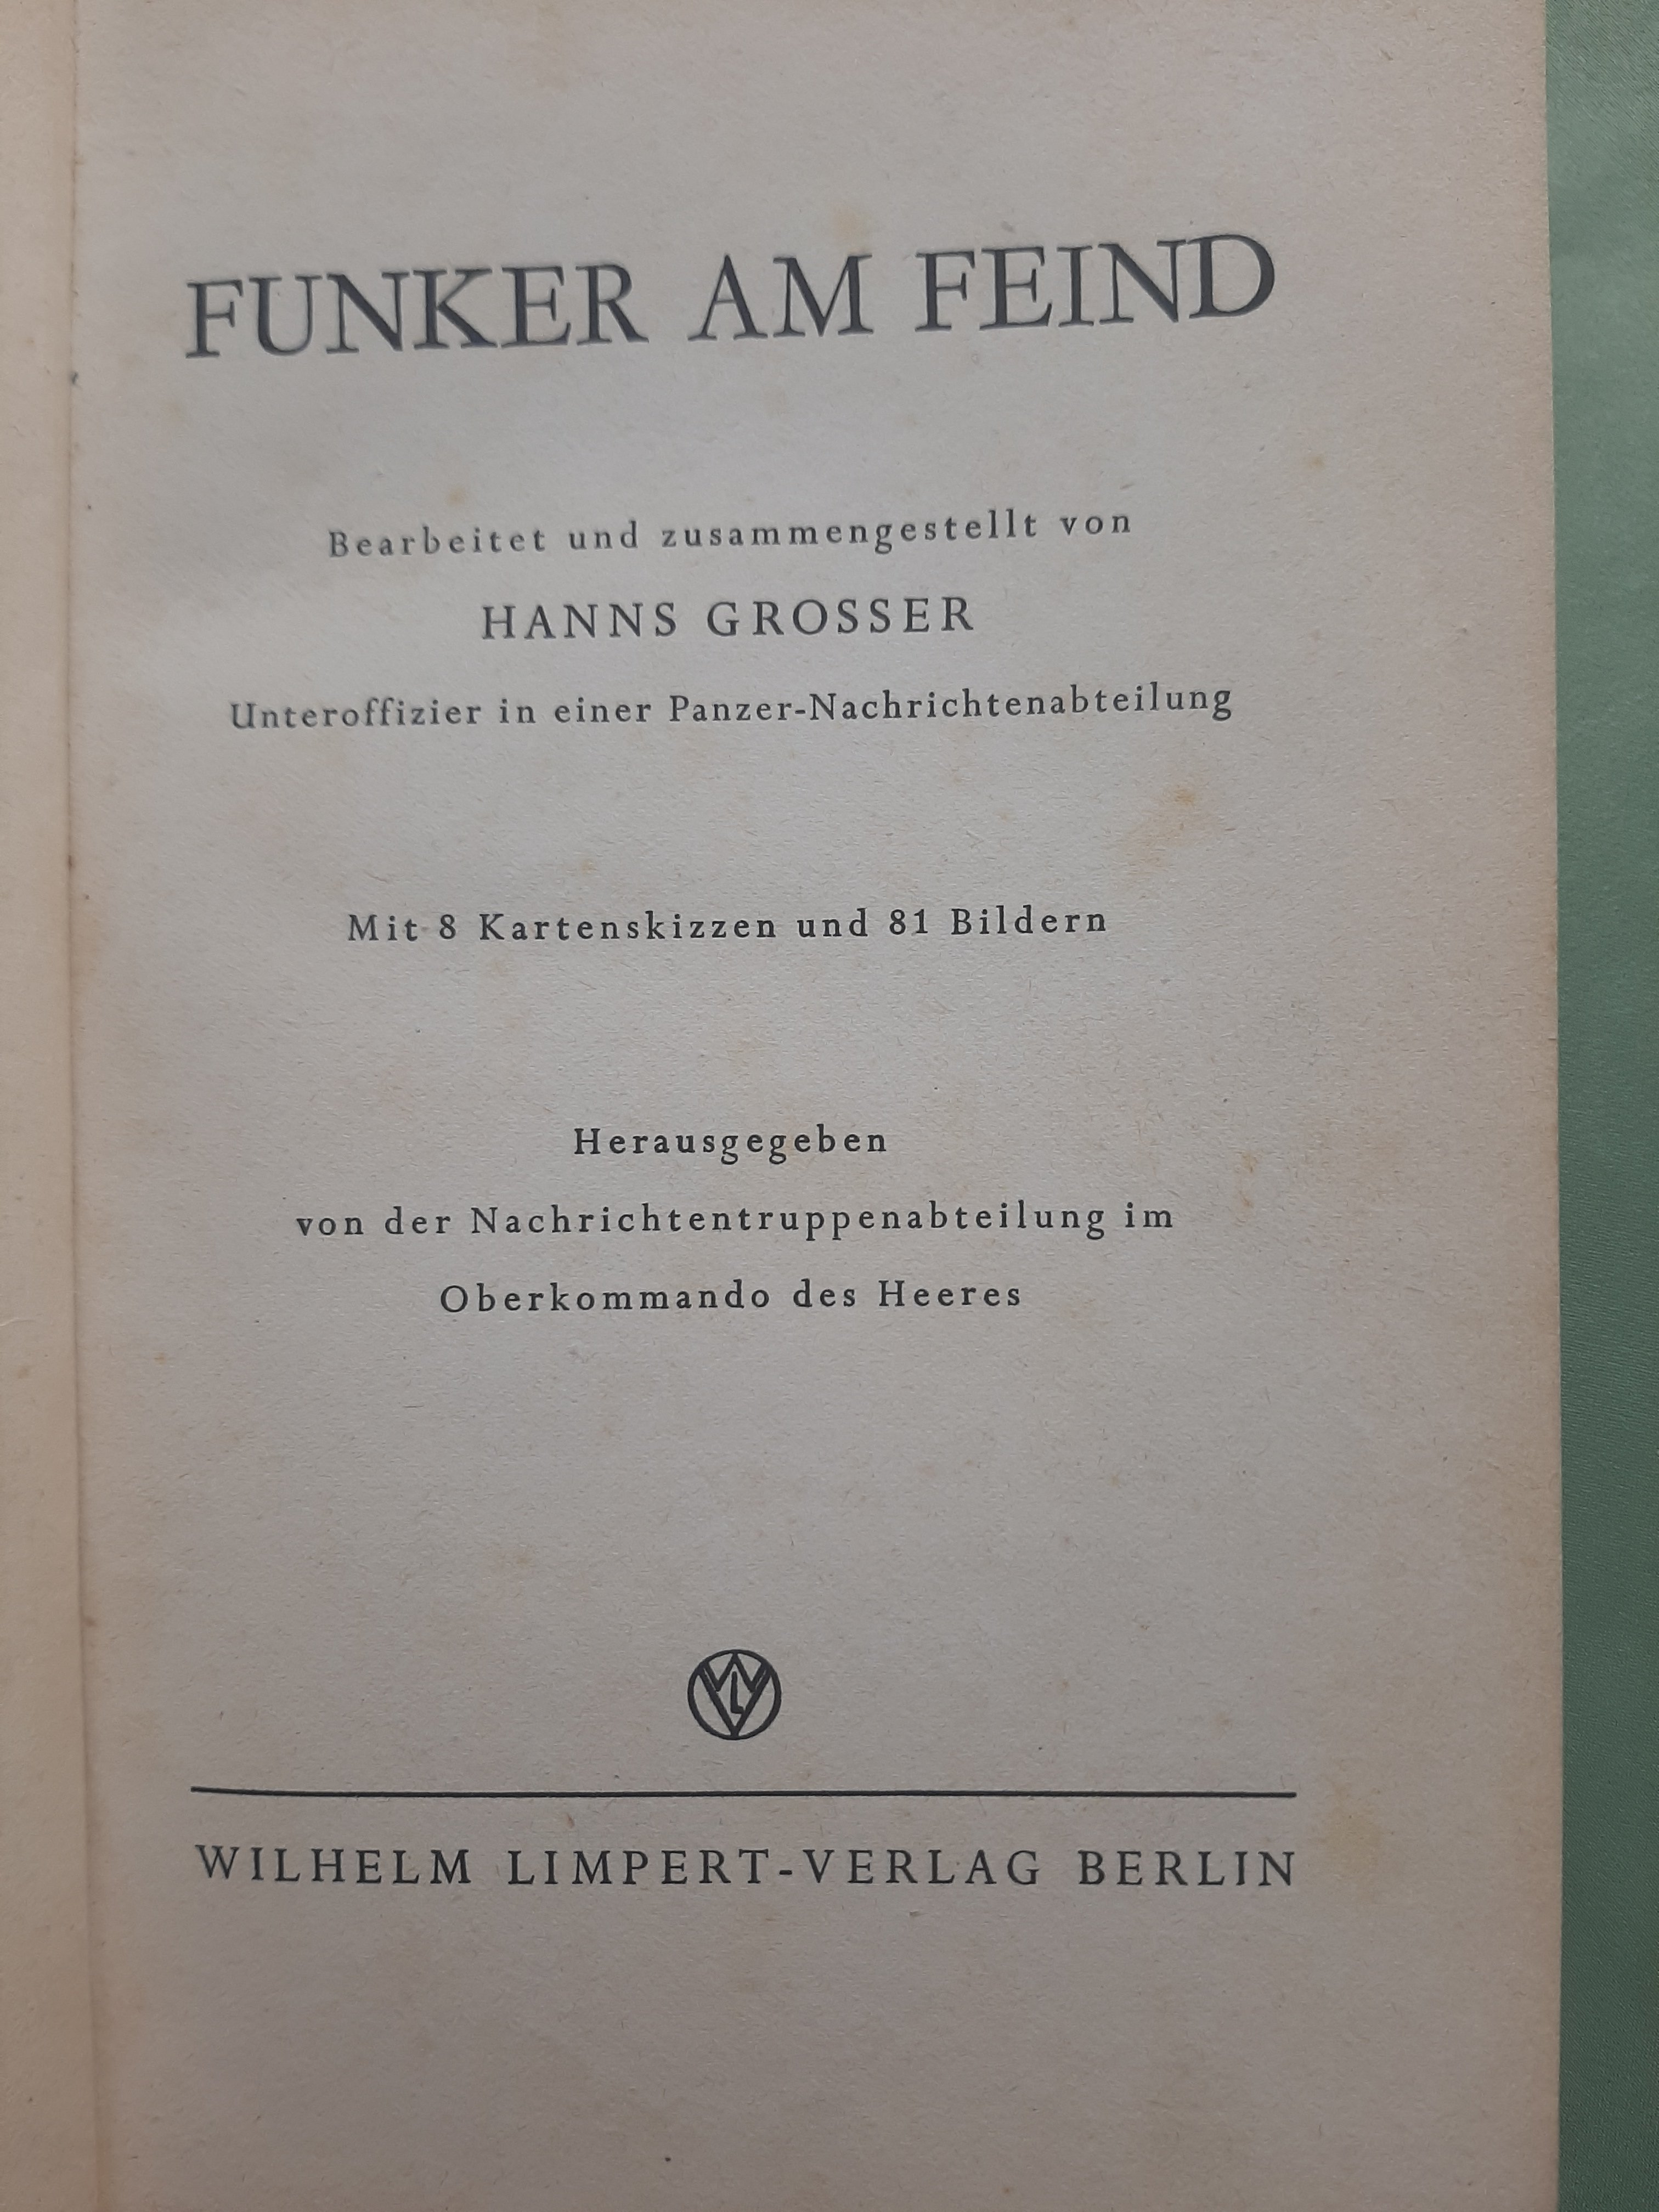 FUNKER AM FEIND
Bearbeitet und zusammengestellt von
HANNS GROSSER
Unteroffizier in einer Panzer-Nachrichtenabteilung
Mit 8 Kartenskizzen und 81 Bildern
Herausgegeben
von der Nachrichtentruppenabteilung im
Oberkommando des Heeres
WLV
WILHELM LIMPERT-VERLAG BERLIN